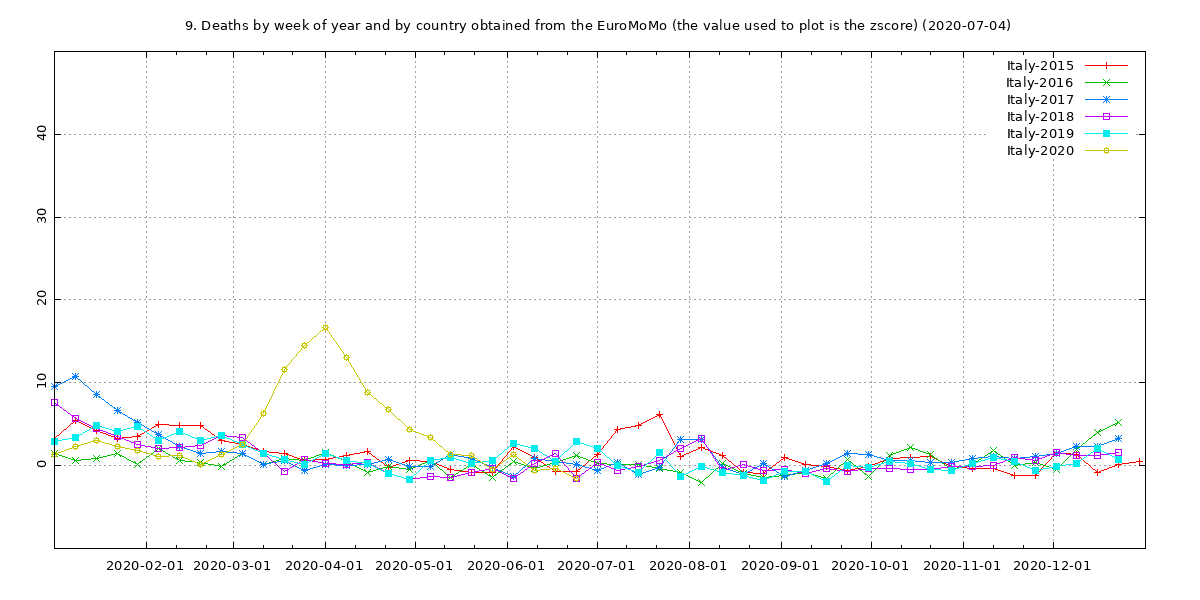 9. Deaths by week of year and by country obtained from the EuroMoMo (the value used to plot is the zscore) (2020-07-04)
Italy-2015
Italy-2016
Italy-2017
Italy-2018
Italy-2019
Italy-2020
40
30
20
10
0
2020-02-01 2020-03-01 2020-04-01 2020-05-01 2020-06-01 2020-07-01 2020-08-01 2020-09-01 2020-10-01 2020-11-01 2020-12-01